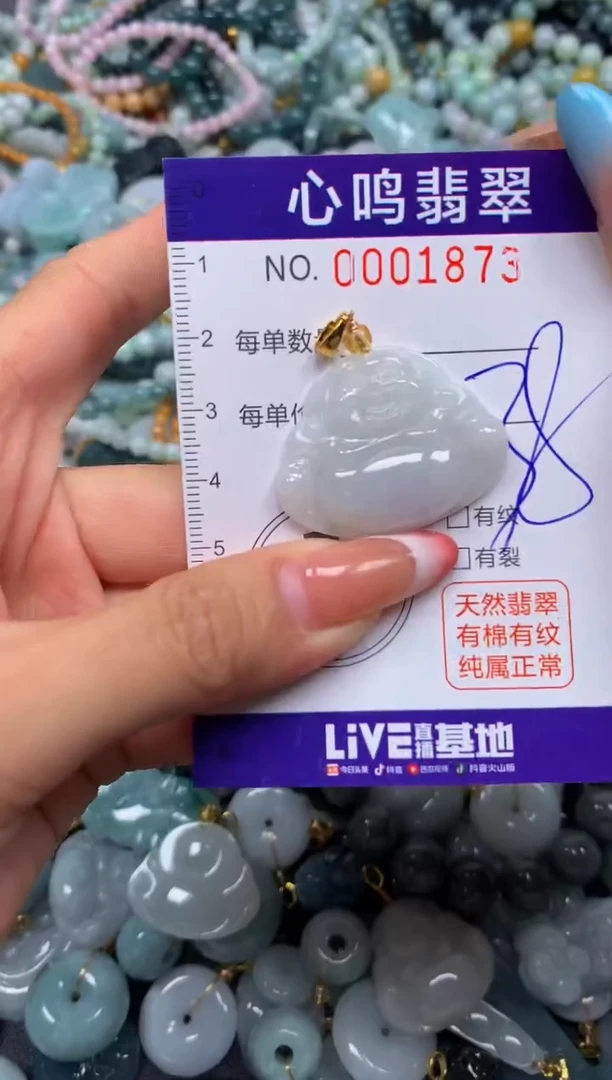 心鸣翡翠
1
NO. 0001873
2
每单数
3
每单价
4
□有纹
5
□有裂
天然翡翠
有棉有纹
纯属正常
LiVE直播基地
今日头条 抖音 西瓜视频 抖音火山版